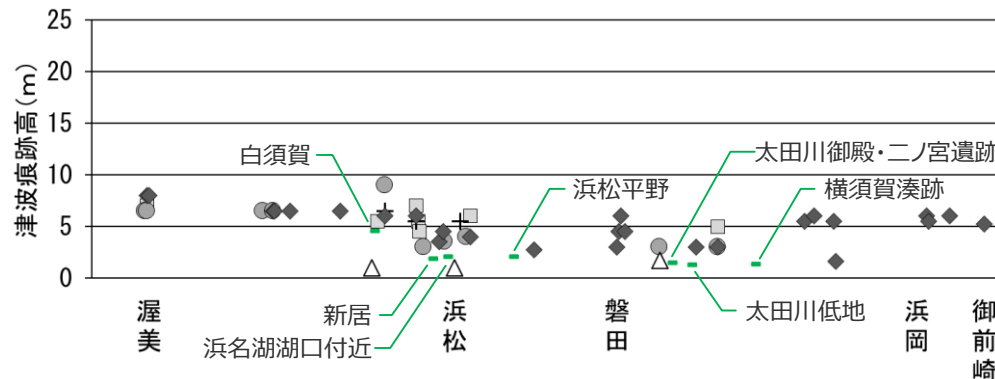 25
20
15
10
5
0
津波痕跡高(m)
白須賀
太田川御殿・二ノ宮遺跡
浜松平野
横須賀湊跡
新居
浜名湖湖口付近
太田川低地
渥美
浜松
磐田
浜岡
御前崎